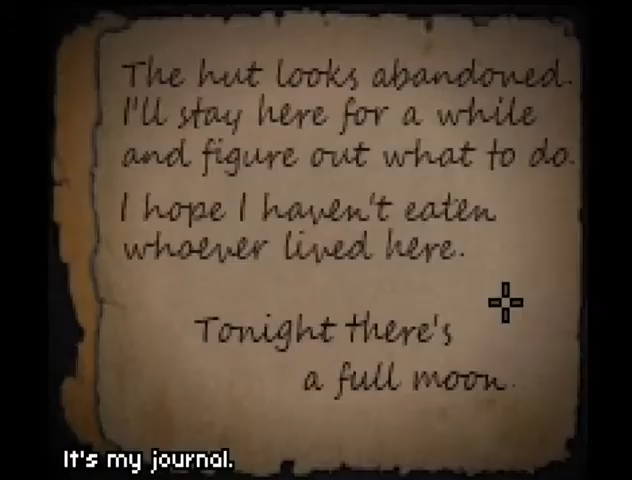 The hut looks abandoned.
I'll stay here for a while
and figure out what to do.
I hope I haven't eaten
whoever lived here.
Tonight there's
a full moon.
It's my journal.